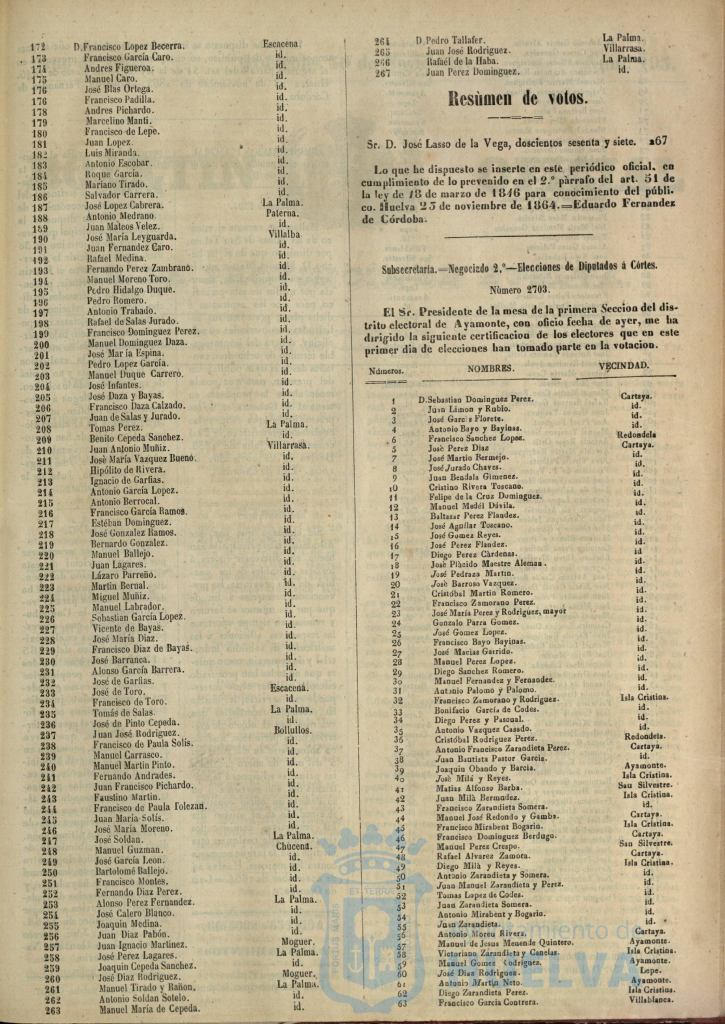 172 D. Francisco Lopez Becerra. Escacena.
173 Francisco García Caro. id.
174 Andres Figueroa. id.
175 Manuel Caro. id.
176 José Blas Ortega. id.
176 Francisco Padilla. id.
178 Andres Pichardo. id.
179 Marcelino Manti. id.
180 Francisco de Lepe. id.
181 Juan Lopez. id.
182 Luis Miranda. id.
183 Antonio Escobar. id.
184 Roque García. id.
185 Mariano Tirado. id.
186 Salvador Carrera. id.
187 José Lopez Cabrera. La Palma.
188 Antonio Medrano. Paterna.
189 Juan Mateos Velez. id.
190 José María Leyguarda. Villalba
191 Juan Fernandez Caro. id.
192 Rafael Medina. id.
193 Fernando Perez Zambrano. id.
194 Manuel Moreno Toro. id.
195 Pedro Hidalgo Duque. id.
196 Pedro Romero. id.
197 Antonio Trabado. id.
198 Rafael de Salas Jurado. id.
199 Francisco Dominguez Perez. id.
200 Manuel Dominguez Daza. id.
201 José María Espina. id.
202 Pedro Lopez García. id.
203 Manuel Duque Carrero. id.
204 José Infantes. id.
205 José Daza y Bayas. id.
206 Francisco Daza Calzado. id.
207 Juan de Salas y Jurado. id.
208 Tomas Perez. La Palma.
209 Benito Cepeda Sanchez. id.
210 Juan Antonio Muñiz. Villarrasa.
211 José María Vazquez Bueno. id.
212 Hipólito de Rivera. id.
213 Ignacio de Garfias. id.
214 Antonio García Lopez. id.
215 Antonio Berrocal. id.
216 Francisco García Ramos. id.
217 Estéban Dominguez. id.
218 José Gonzalez Ramos. id.
219 Bernardo Gonzalez. id.
220 Manuel Ballejo. id.
221 Juan Lagares. id.
222 Lázaro Parreño. id.
223 Martin Bernal. id.
224 Miguel Muñiz. id.
225 Manuel Labrador. id.
226 Sebastian García Lopez. id.
227 Vicente de Bayas. id.
228 José María Diaz. id.
229 Francisco Diaz de Bayas. id.
230 José Barranca. id.
231 Alonso García Barrera. id.
232 José de Garfias. id.
233 José de Toro. Escacena.
234 Francisco de Toro. id.
235 Tomás de Salas. La Palma.
236 José de Pinto Cepeda. id.
237 Juan José Rodriguez. Bollullos.
238 Francisco de Paula Solís. id.
239 Manuel Carrasco. id.
240 Manuel Martin Pinto. id.
241 Fernando Andrades. id.
242 Juan Francisco Pichardo. id.
243 Faustino Martin. id.
244 Francisco de Paula Tolezan. id.
245 Juan María Solís. id.
246 José María Moreno. id.
247 José Soldan. La Palma.
248 Manuel Guzman. Chucena.
249 José García Leon. id.
250 Bartolomé Ballejo. id.
251 Francisco Montes. id.
252 Fernando Diaz Perez. id.
253 Alonso Perez Fernandez. La Palma.
254 José Calero Blanco. id.
255 Joaquin Medina. id.
256 Juan Diaz Pabón. id.
257 Juan Ignacio Martinez. Moguer.
258 José Perez Lagares. La Palma.
259 Joaquin Cepeda Sanchez. id.
260 José Diaz Rodriguez. Moguer.
261 Manuel Tirado y Rañon. La Palma.
262 Antonio Soldan Sotelo. id.
263 Manuel María de Cepeda. id.
264 D. Pedro Tallafer. La Palma.
265 Juan José Rodriguez. Villarrasa.
266 Rafaél de la Haba. La Palma.
267 Juan Perez Dominguez. id.
Resùmen de votos.
Sr. D. José Lasso de la Vega, doscientos sesenta y siete. 267
Lo que he dispuesto se inserte en este periódico oficial, en
cumplimiento de lo prevenido en el 2.º pàrrafo del art. 51 de
la ley de 18 de marzo de 1846 para conocimiento del públi-
co. Huelva 25 de noviembre de 1864.=Eduardo Fernandez
de Córdoba.
Subsecretaría.=Negociado 2.º—Elecciones de Diputados á Córtes.
Nùmero 2703.
El Sr. Presidente de la mesa de la primera Seccion del dis-
trito electoral de Ayamonte, con oficio fecha de ayer, me ha
dirigido la siguiente certificacion de los electores que en este
primer dia de elecciones han tomado parte en la votacion.
Números. NOMBRES. VECINDAD.
1 D. Sebastian Dominguez Perez. Cartaya.
2 Juan Limon y Rubio. id.
3 José Garcia Florete. id.
4 Antonio Bayo y Bayinas. id.
6 Francisco Sanchez Lopez. Redondela
5 José Perez Diaz Cartaya.
7 José Martin Bermejo. id.
8 José Jurado Chaves. id.
9 Juan Bendala Gimenez. id.
10 Cristino Rivera Toscano. id.
11 Felipe de la Cruz Dominguez. id.
12 Manuel Medél Dávila. id.
13 Baltasar Perez Flandez. id.
14 José Aguilar Toscano. id.
15 José Gomez Reyes. id.
16 José Perez Flandez. id.
17 Diego Perez Càrdenas. id.
18 José Plàcido Maestre Aleman. id.
19 José Pedraza Martin. id.
20 José Barroso Vazquez. id.
21 Cristóbal Martin Romero. id.
22 Francisco Zamorano Perez. id.
23 José María Perez y Rodriguez, mayor id.
24 Gonzalo Parra Gomez. id.
25 José Gomez Lopez. id.
26 Francisco Bayo Bayinas. id.
27 José Macias Garrido. id.
28 Manuel Perez Lopez. id.
29 Diego Sanchez Romero. id.
30 Manuel Fernandez y Fernandez. id.
31 Antonio Palomo y Palomo. id.
32 Francisco Zamorano y Rodriguez. Isla Cristina.
33 Bonifacio García de Codes. id.
34 Diego Perez y Pascual. id.
35 Antonio Vazquez Casado. id.
36 Cristóbal Rodriguez Perez. Redondela.
37 Antonio Francisco Zarandieta Perez. Cartaya.
38 Juan Bautista Pastor García. id.
39 Joaquin Obando y Barcia. Ayamonte.
40 José Milá y Reyes. Isla Cristina.
41 Matias Alfonso Barba. San Silvestre.
42 Juan Milà Bermudez. Isla Cristina.
43 Francisco Zarandieta Somera. id.
44 Manuel José Redondo y Gamba. Cartaya.
45 Francisco Mirabent Bogarin. Isla Cristina.
46 Francisco Dominguez Berdugo. Cartaya.
47 Manuel Perez Crespo. San Silvestre.
48 Rafael Alvarez Zamora. Cartaya.
49 Diego Milà y Reyes. Isla Cristina.
50 Antonio Zarandieta y Somera. id.
51 Juan Manuel Zarandieta y Perez. id.
52 Tomas Lopez de Codes. id.
53 Juan Zarandieta Somera. id.
54 Antonio Mirabent y Bogarin. id.
55 Juan Zarandieta. id.
56 Antonio Moreu Rivera. Cartaya.
57 Manuel de Jesus Menende Quintero. Ayamonte.
58 Victoriano Zarandieta y Canelas. Isla Cristina
59 Manuel Gomez Rodriguez. Ayamonte.
60 José Diaz Rodriguez. Lepe.
61 Antonio Martin Neto. Ayamonte.
62 Diego Zarandieta Perez. Isla Cristina.
63 Francisco García Contrera. Villablanca.